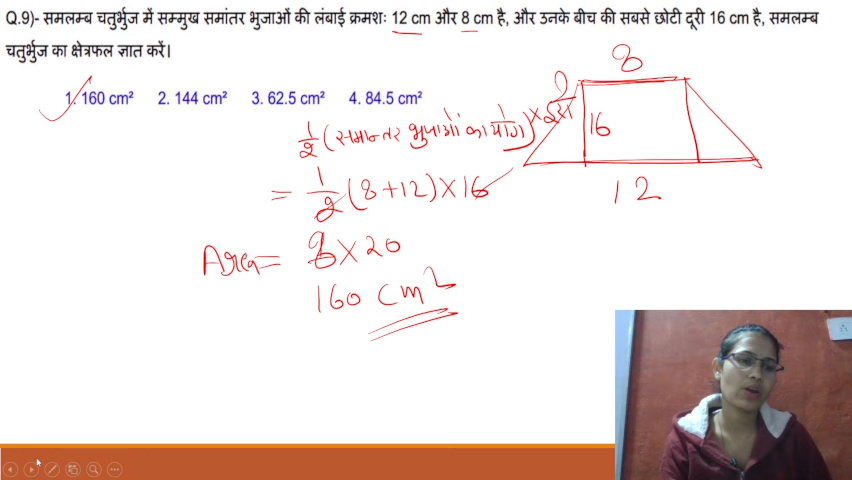 Q.9)- समलम्ब चतुर्भुज में सम्मुख समांतर भुजाओं की लंबाई क्रमशः 12 cm और 8 cm है, और उनके बीच की सबसे छोटी दूरी 16 cm है, समलम्ब
चतुर्भुज का क्षेत्रफल ज्ञात करें।
8
1. 160 cm² 2. 144 cm² 3. 62.5 cm² 4. 84.5 cm²
1/2 (समान्तर भुजाओं का योग) ×
16
= 1/2 (8+12) × 16
12
Area = 8 × 20
160 cm²